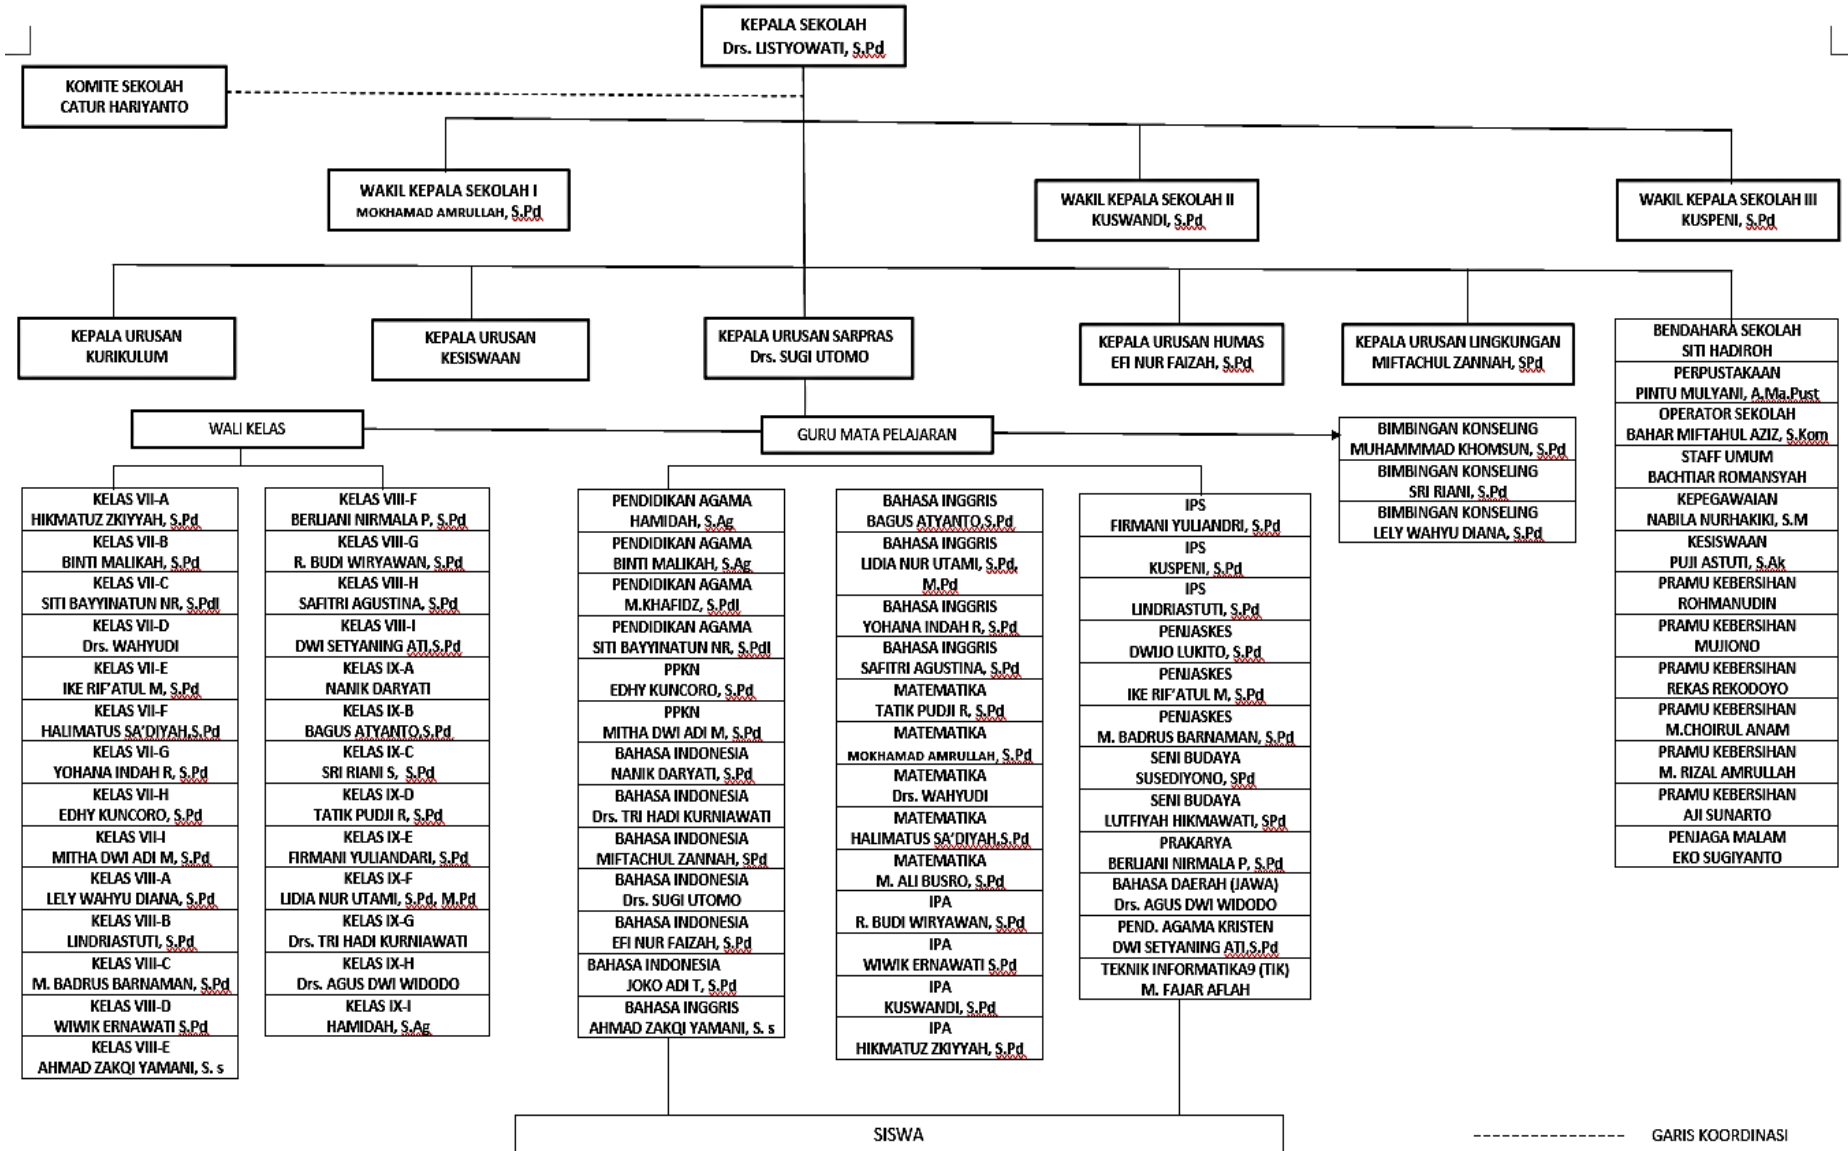 KEPALA SEKOLAH
Drs. LISTYOWATI, S.Pd
KOMITE SEKOLAH
CATUR HARIYANTO
WAKIL KEPALA SEKOLAH I
MOKHAMAD AMRULLAH, S.Pd
WAKIL KEPALA SEKOLAH II
KUSWANDI, S.Pd
WAKIL KEPALA SEKOLAH III
KUSPENI, S.Pd
KEPALA URUSAN
KURIKULUM
KEPALA URUSAN
KESISWAAN
KEPALA URUSAN SARPRAS
Drs. SUGI UTOMO
KEPALA URUSAN HUMAS
EFI NUR FAIZAH, S.Pd
KEPALA URUSAN LINGKUNGAN
MIFTACHUL ZANNAH, SPd
BENDAHARA SEKOLAH
SITI HADIROH
PERPUSTAKAAN
PINTU MULYANI, A.Ma.Pust
OPERATOR SEKOLAH
BAHAR MIFTAHUL AZIZ, S.Kom
STAFF UMUM
BACHTIAR ROMANSYAH
KEPEGAWAIAN
NABILA NURHAKIKI, S.M
KESISWAAN
PUJI ASTUTI, S.Ak
PRAMU KEBERSIHAN
ROHMANUDIN
PRAMU KEBERSIHAN
MUJIONO
PRAMU KEBERSIHAN
REKAS REKODOYO
PRAMU KEBERSIHAN
M.CHOIRUL ANAM
PRAMU KEBERSIHAN
M. RIZAL AMRULLAH
PRAMU KEBERSIHAN
AJI SUNARTO
PENJAGA MALAM
EKO SUGIYANTO
WALI KELAS
GURU MATA PELAJARAN
BIMBINGAN KONSELING
MUHAMMMAD KHOMSUN, S.Pd
BIMBINGAN KONSELING
SRI RIANI, S.Pd
BIMBINGAN KONSELING
LELY WAHYU DIANA, S.Pd
KELAS VII-A
HIKMATUZ ZKIYYAH, S.Pd
KELAS VII-B
BINTI MALIKAH, S.Pd
KELAS VII-C
SITI BAYYINATUN NR, S.PdI
KELAS VII-D
Drs. WAHYUDI
KELAS VII-E
IKE RIF'ATUL M, S.Pd
KELAS VII-F
HALIMATUS SA'DIYAH,S.Pd
KELAS VII-G
YOHANA INDAH R, S.Pd
KELAS VII-H
EDHY KUNCORO, S.Pd
KELAS VII-I
MITHA DWI ADI M, S.Pd
KELAS VIII-A
LELY WAHYU DIANA, S.Pd
KELAS VIII-B
LINDRIASTUTI, S.Pd
KELAS VIII-C
M. BADRUS BARNAMAN, S.Pd
KELAS VIII-D
WIWIK ERNAWATI S.Pd
KELAS VIII-E
AHMAD ZAKQI YAMANI, S. s
KELAS VIII-F
BERLIANI NIRMALA P, S.Pd
KELAS VIII-G
R. BUDI WIRYAWAN, S.Pd
KELAS VIII-H
SAFITRI AGUSTINA, S.Pd
KELAS VIII-I
DWI SETYANING ATI,S.Pd
KELAS IX-A
NANIK DARYATI
KELAS IX-B
BAGUS ATYANTO,S.Pd
KELAS IX-C
SRI RIANI S, S.Pd
KELAS IX-D
TATIK PUDJI R, S.Pd
KELAS IX-E
FIRMANI YULIANDARI, S.Pd
KELAS IX-F
LIDIA NUR UTAMI, S.Pd, M.Pd
KELAS IX-G
Drs. TRI HADI KURNIAWATI
KELAS IX-H
Drs. AGUS DWI WIDODO
KELAS IX-I
HAMIDAH, S.Ag
PENDIDIKAN AGAMA
HAMIDAH, S.Ag
PENDIDIKAN AGAMA
BINTI MALIKAH, S.Ag
PENDIDIKAN AGAMA
M.KHAFIDZ, S.PdI
PENDIDIKAN AGAMA
SITI BAYYINATUN NR, S.PdI
PPKN
EDHY KUNCORO, S.Pd
PPKN
MITHA DWI ADI M, S.Pd
BAHASA INDONESIA
NANIK DARYATI, S.Pd
BAHASA INDONESIA
Drs. TRI HADI KURNIAWATI
BAHASA INDONESIA
MIFTACHUL ZANNAH, SPd
BAHASA INDONESIA
Drs. SUGI UTOMO
BAHASA INDONESIA
EFI NUR FAIZAH, S.Pd
BAHASA INDONESIA
JOKO ADI T, S.Pd
BAHASA INGGRIS
AHMAD ZAKQI YAMANI, S. s
BAHASA INGGRIS
BAGUS ATYANTO,S.Pd
BAHASA INGGRIS
LIDIA NUR UTAMI, S.Pd,
M.Pd
BAHASA INGGRIS
YOHANA INDAH R, S.Pd
BAHASA INGGRIS
SAFITRI AGUSTINA, S.Pd
MATEMATIKA
TATIK PUDJI R, S.Pd
MATEMATIKA
MOKHAMAD AMRULLAH, S.Pd
MATEMATIKA
Drs. WAHYUDI
MATEMATIKA
HALIMATUS SA'DIYAH,S.Pd
MATEMATIKA
M. ALI BUSRO, S.Pd
IPA
R. BUDI WIRYAWAN, S.Pd
IPA
WIWIK ERNAWATI S.Pd
IPA
KUSWANDI, S.Pd
IPA
HIKMATUZ ZKIYYAH, S.Pd
IPS
FIRMANI YULIANDRI, S.Pd
IPS
KUSPENI, S.Pd
IPS
LINDRIASTUTI, S.Pd
PENJASKES
DWIJO LUKITO, S.Pd
PENJASKES
IKE RIF'ATUL M, S.Pd
PENJASKES
M. BADRUS BARNAMAN, S.Pd
SENI BUDAYA
SUSEDIYONO, SPd
SENI BUDAYA
LUTFIYAH HIKMAWATI, SPd
PRAKARYA
BERLIANI NIRMALA P, S.Pd
BAHASA DAERAH (JAWA)
Drs. AGUS DWI WIDODO
PEND. AGAMA KRISTEN
DWI SETYANING ATI,S.Pd
TEKNIK INFORMATIKA9 (TIK)
M. FAJAR AFLAH
SISWA
GARIS KOORDINASI